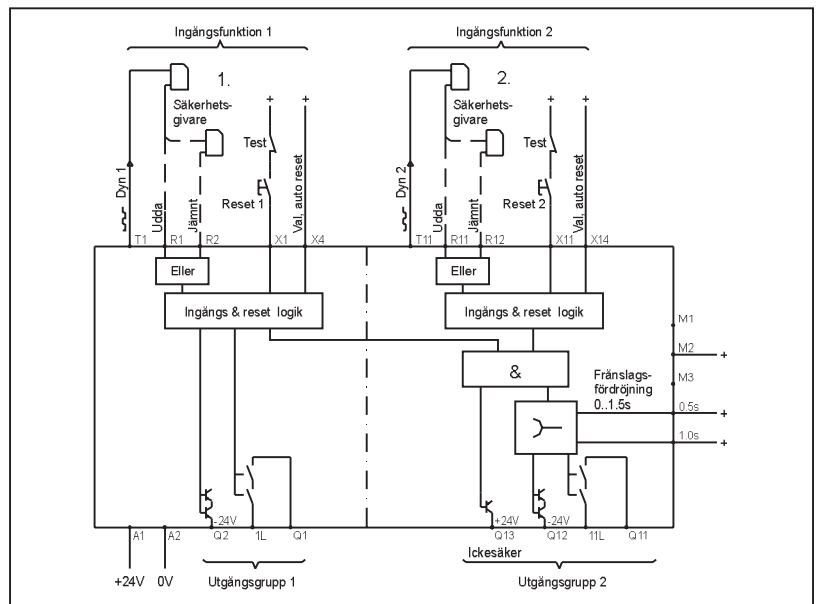 Ingångsfunktion 1
Ingångsfunktion 2
1.
2.
Säkerhets-
givare
Säkerhets-
givare
+
+
+
+
Test
Test
Reset 1
Reset 2
Dyn 1
Udda
Jämnt
Val, auto reset
Dyn 2
Udda
Jämnt
Val, auto reset
T1
R1
R2
X1
X4
T11
R11
R12
X11
X14
Eller
Eller
Ingångs & reset logik
Ingångs & reset logik
M1
M2
+
&
Frånslags-
fördröjning
0..1.5s
M3
0.5s
+
1.0s
+
-24V
+24V
-24V
A1
A2
Q2
1L
Q1
Q13
Q12
11L
Q11
Ickesäker
+24V
0V
Utgångsgrupp 1
Utgångsgrupp 2